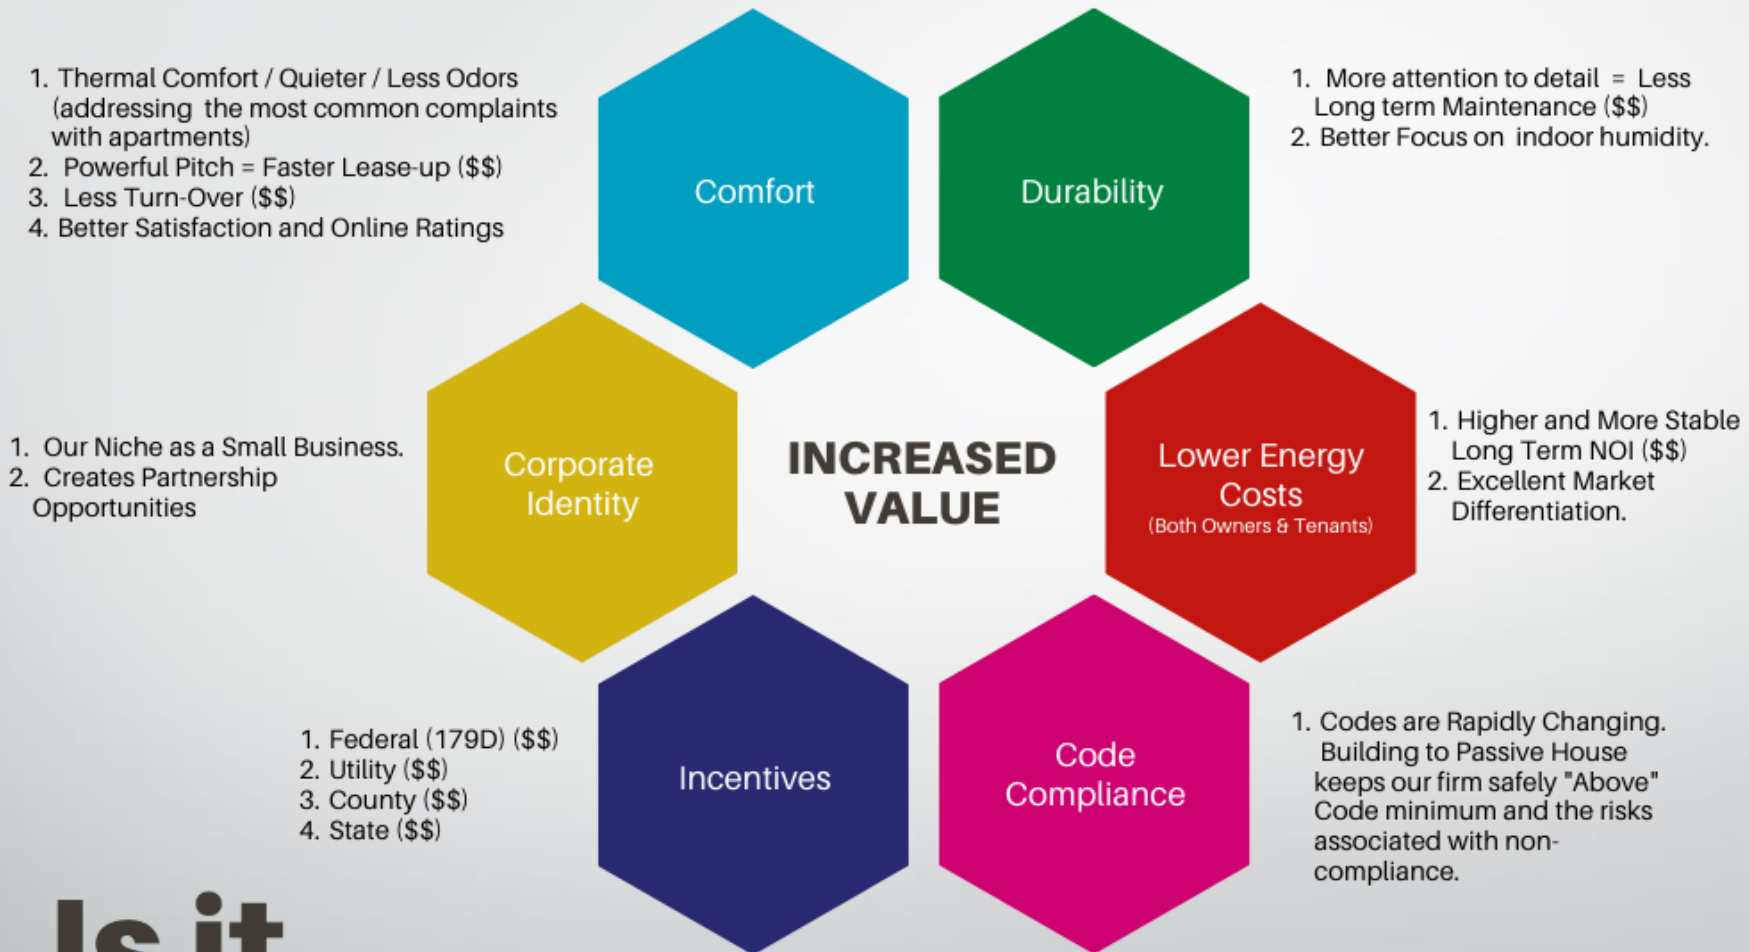 1. Thermal Comfort / Quieter / Less Odors
(addressing the most common complaints
with apartments)
2. Powerful Pitch = Faster Lease-up ($$)
3. Less Turn-Over ($$)
4. Better Satisfaction and Online Ratings
Comfort
Durability
1. More attention to detail = Less
Long term Maintenance ($$)
2. Better Focus on indoor humidity.
1. Our Niche as a Small Business.
2. Creates Partnership
Opportunities
Corporate
Identity
INCREASED
VALUE
Lower Energy
Costs
(Both Owners & Tenants)
1. Higher and More Stable
Long Term NOI ($$)
2. Excellent Market
Differentiation.
1. Federal (179D) ($$)
2. Utility ($$)
3. County ($$)
4. State ($$)
Incentives
Code
Compliance
1. Codes are Rapidly Changing.
Building to Passive House
keeps our firm safely "Above"
Code minimum and the risks
associated with non-
compliance.
Is it